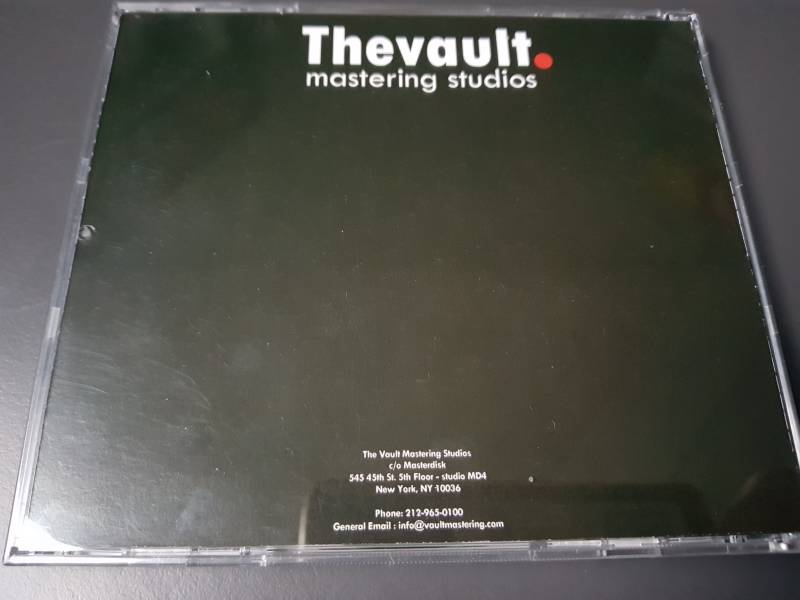 Thevault.
mastering studios
The Vault Mastering Studios
c/o Masterdisk
545 45th St. 5th Floor - studio MD4
New York, NY 10036
Phone: 212-965-0100
General Email : info@vaultmastering.com